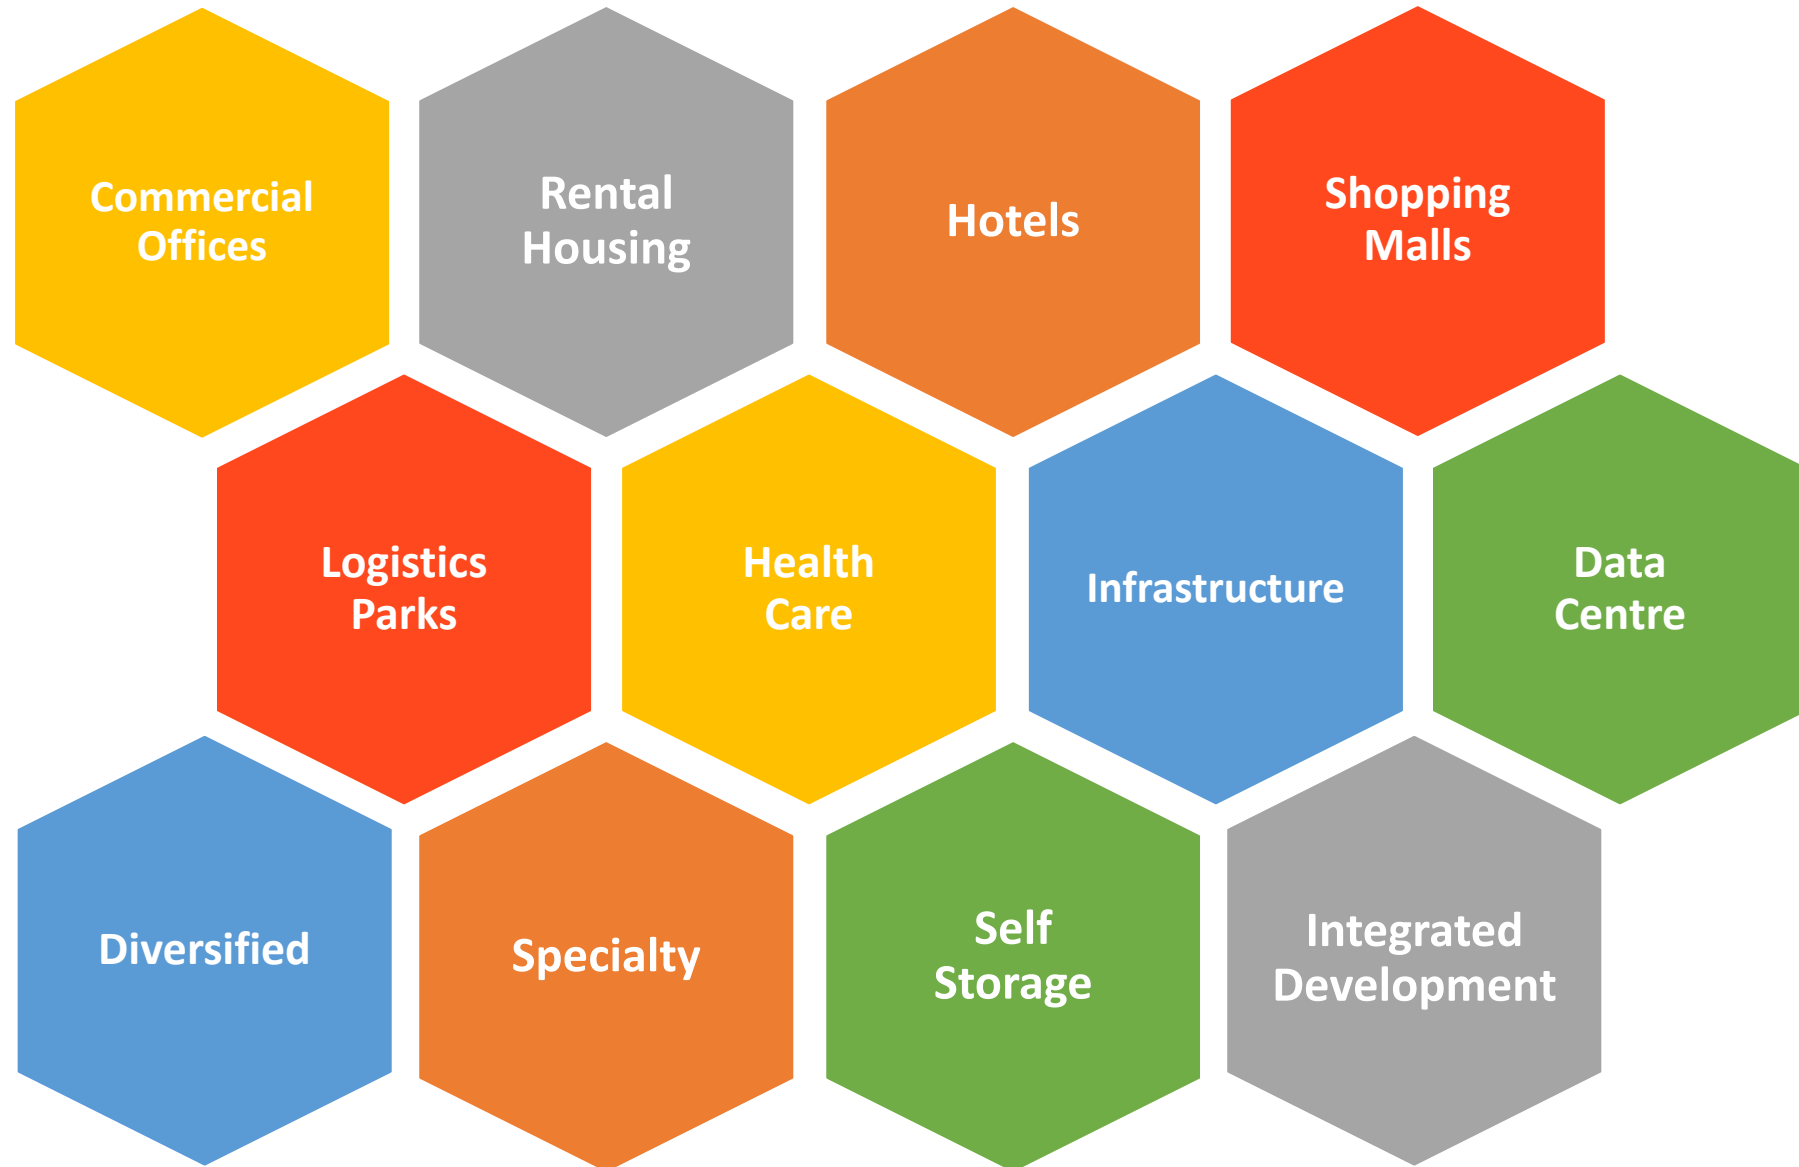 Commercial
Offices
Rental
Housing
Hotels
Shopping
Malls
Logistics
Parks
Health
Care
Infrastructure
Data
Centre
Diversified
Specialty
Self
Storage
Integrated
Development